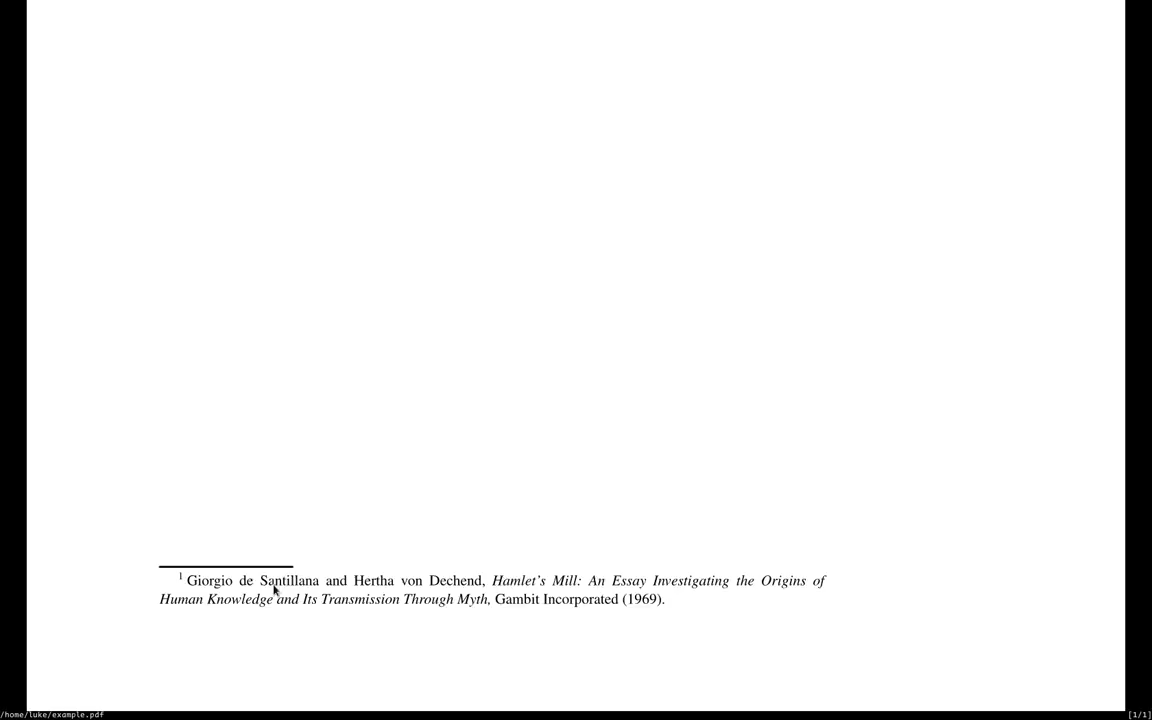 1 Giorgio de Santillana and Hertha von Dechend, Hamlet's Mill: An Essay Investigating the Origins of
Human Knowledge and Its Transmission Through Myth, Gambit Incorporated (1969).
/home/luke/example.pdf
[1/1]